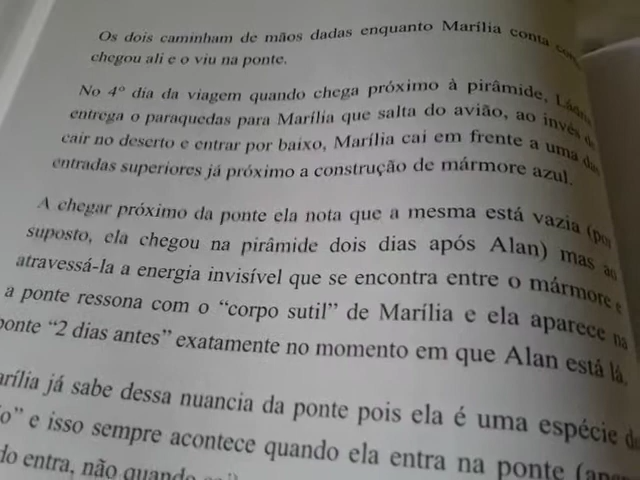 Os dois caminham de mãos dadas enquanto Marília conta
chegou ali e o viu na ponte.
No 4º dia da viagem quando chega próximo à pirâmide,
entrega o paraquedas para Marília que salta do avião, ao invés de
cair no deserto e entrar por baixo, Marília cai em frente a uma das
entradas superiores já próximo a construção de mármore azul.
A chegar próximo da ponte ela nota que a mesma está vazia (por
suposto, ela chegou na pirâmide dois dias após Alan) mas ao
atravessá-la a energia invisível que se encontra entre o mármore e
a ponte ressona com o “corpo sutil” de Marília e ela aparece na
ponte “2 dias antes” exatamente no momento em que Alan está lá.
arília já sabe dessa nuancia da ponte pois ela é uma espécie de
o” e isso sempre acontece quando ela entra na ponte
do entra, não quando